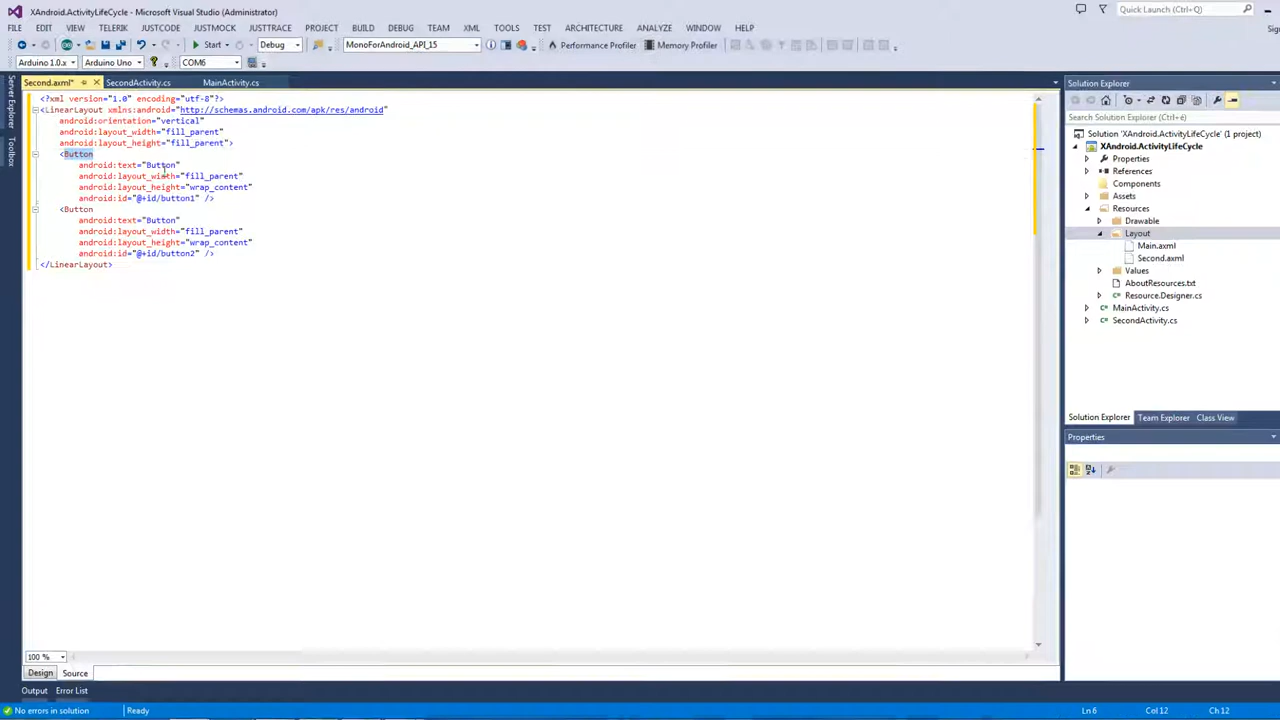 XAndroid.ActivityLifeCycle - Microsoft Visual Studio (Administrator)
Quick Launch (Ctrl+Q)
FILE EDIT VIEW TELERIK JUSTCODE JUSTMOCK JUSTTRACE PROJECT BUILD DEBUG TEAM XML TOOLS TEST ARCHITECTURE ANALYZE WINDOW HELP
Start Debug MonoForAndroid_API_15 Performance Profiler Memory Profiler
Arduino 1.0.x Arduino Uno COM6
Second.axml* SecondActivity.cs MainActivity.cs
<?xml version="1.0" encoding="utf-8"?>
<LinearLayout xmlns:android="http://schemas.android.com/apk/res/android"
android:orientation="vertical"
android:layout_width="fill_parent"
android:layout_height="fill_parent">
<Button
android:text="Button"
android:layout_width="fill_parent"
android:layout_height="wrap_content"
android:id="@+id/button1" />
<Button
android:text="Button"
android:layout_width="fill_parent"
android:layout_height="wrap_content"
android:id="@+id/button2" />
</LinearLayout>
100 %
Design Source
Output Error List
No errors in solution Ready Ln 6 Col 12 Ch 12
Server Explorer
Toolbox
Solution Explorer
Search Solution Explorer (Ctrl+è)
Solution 'XAndroid.ActivityLifeCycle' (1 project)
XAndroid.ActivityLifeCycle
Properties
References
Components
Assets
Resources
Drawable
Layout
Main.axml
Second.axml
Values
AboutResources.txt
Resource.Designer.cs
MainActivity.cs
SecondActivity.cs
Solution Explorer Team Explorer Class View
Properties